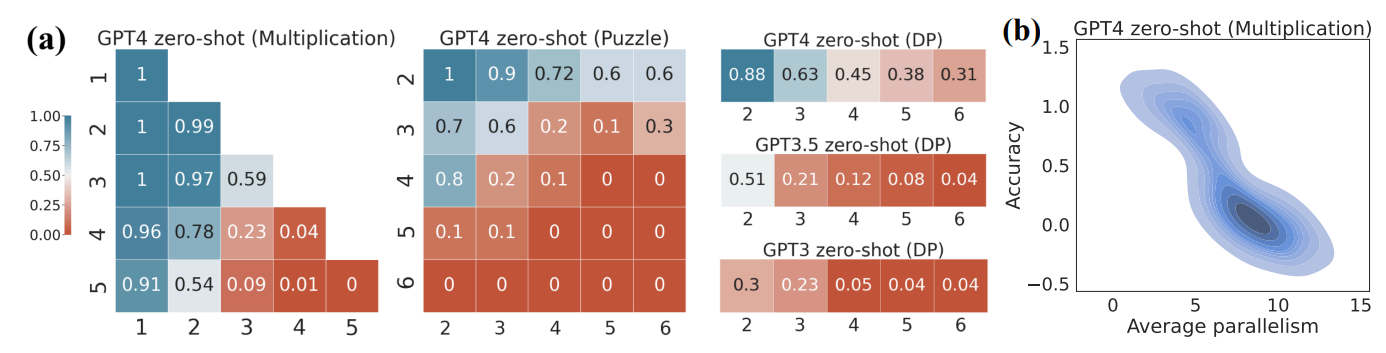 (a)
GPT4 zero-shot (Multiplication)
1 1
2 1 0.99
3 1 0.97 0.59
4 0.96 0.78 0.23 0.04
5 0.91 0.54 0.09 0.01 0
1 2 3 4 5
1.00
0.75
0.50
0.25
0.00
GPT4 zero-shot (Puzzle)
2 1 0.9 0.72 0.6 0.6
3 0.7 0.6 0.2 0.1 0.3
4 0.8 0.2 0.1 0 0
5 0.1 0.1 0 0 0
6 0 0 0 0 0
2 3 4 5 6
GPT4 zero-shot (DP)
0.88 0.63 0.45 0.38 0.31
2 3 4 5 6
GPT3.5 zero-shot (DP)
0.51 0.21 0.12 0.08 0.04
2 3 4 5 6
GPT3 zero-shot (DP)
0.3 0.23 0.05 0.04 0.04
2 3 4 5 6
(b)
GPT4 zero-shot (Multiplication)
Accuracy
1.5
1.0
0.5
0.0
−0.5
0 5 10 15
Average parallelism